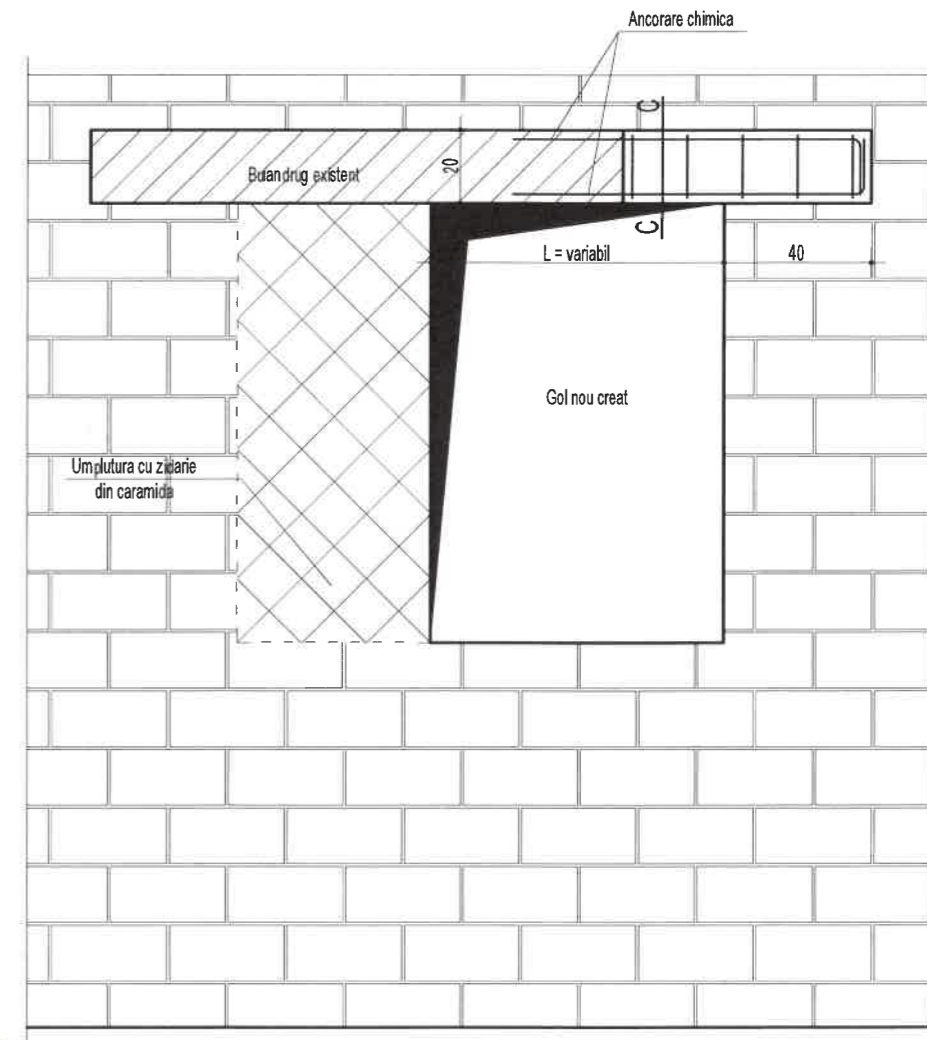 Ancorare chimica
C
Buiandrug existent
20
C
L = variabil
40
Gol nou creat
Umplutura cu zidarie
din caramida